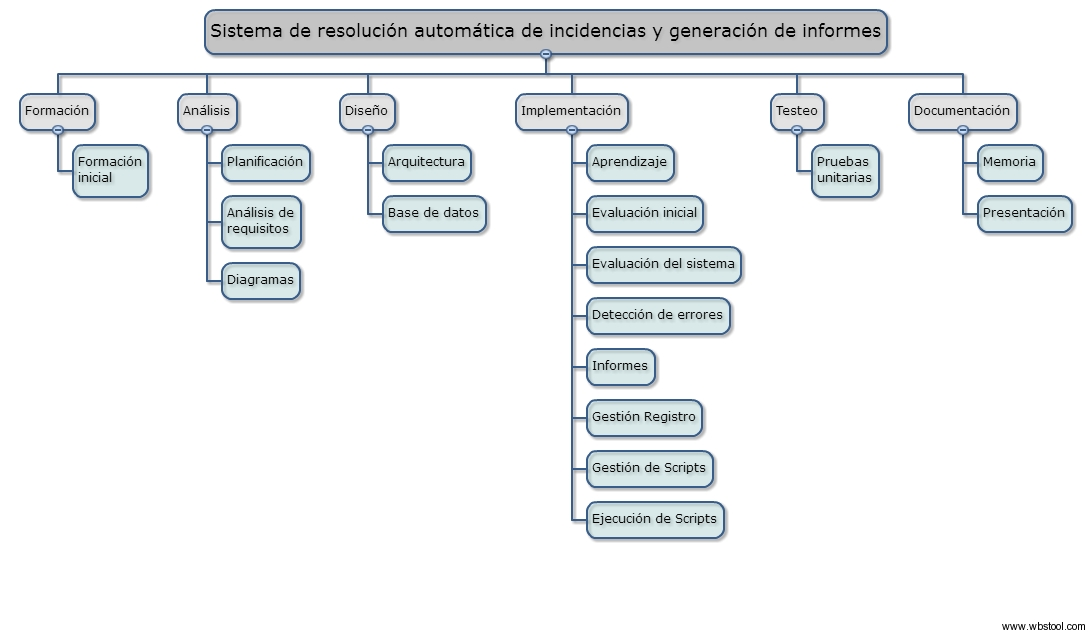 Sistema de resolución automática de incidencias y generación de informes
Formación
Análisis
Diseño
Implementación
Testeo
Documentación
Formación
inicial
Planificación
Análisis de
requisitos
Diagramas
Arquitectura
Base de datos
Aprendizaje
Evaluación inicial
Evaluación del sistema
Detección de errores
Informes
Gestión Registro
Gestión de Scripts
Ejecución de Scripts
Pruebas
unitarias
Memoria
Presentación
www.wbstool.com